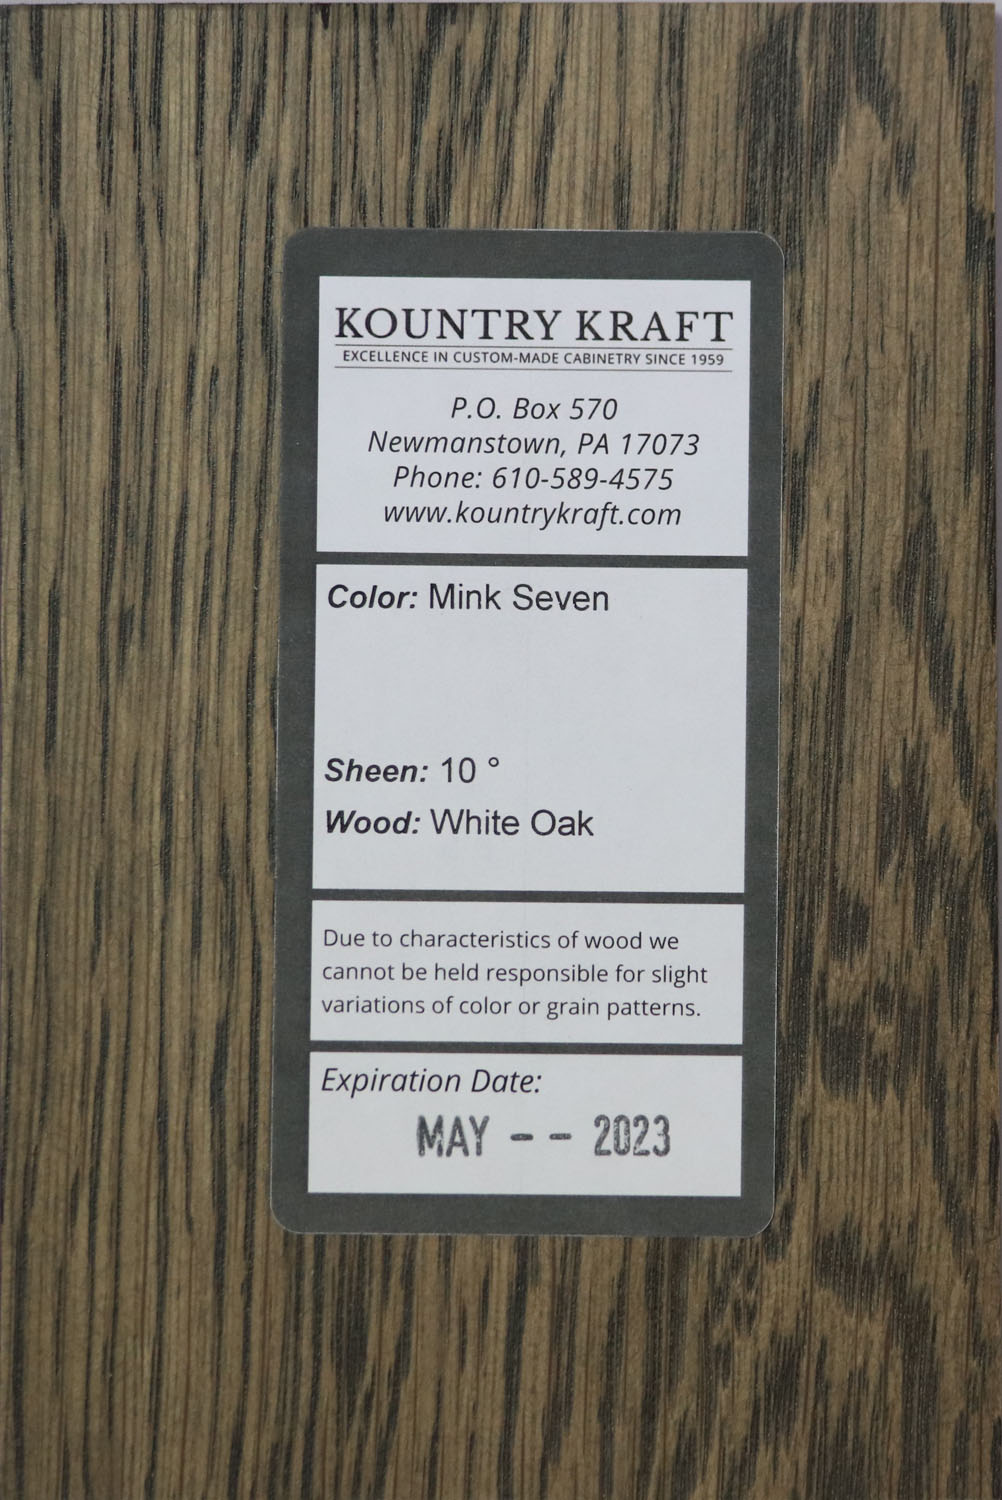 KOUNTRY KRAFT
EXCELLENCE IN CUSTOM-MADE CABINETRY SINCE 1959
P.O. Box 570
Newmanstown, PA 17073
Phone: 610-589-4575
www.kountrykraft.com
Color: Mink Seven
Sheen: 10 °
Wood: White Oak
Due to characteristics of wood we
cannot be held responsible for slight
variations of color or grain patterns.
Expiration Date:
MAY -- 2023